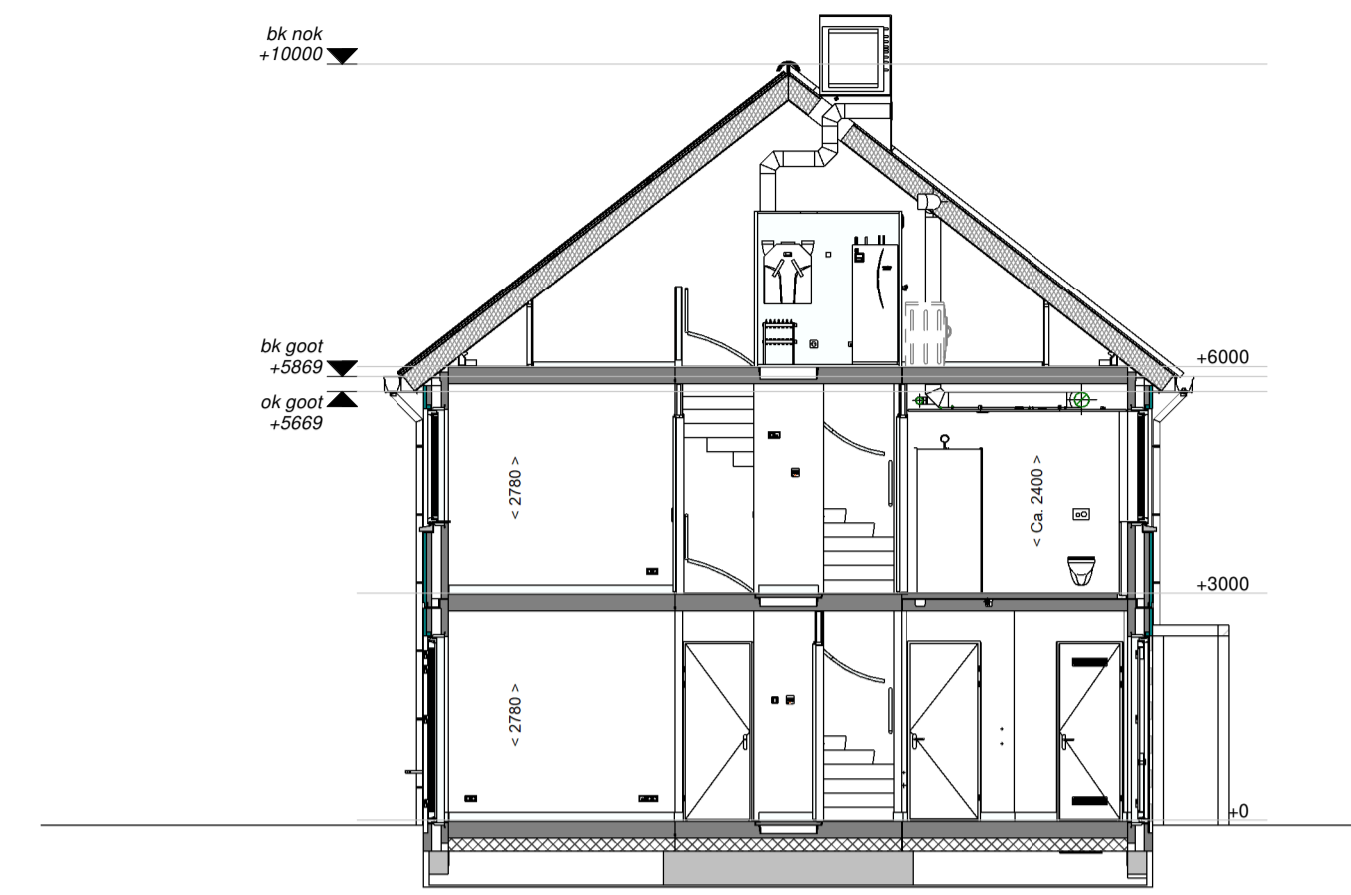 bk nok
+10000
bk goot
+5869
ok goot
+5669
+6000
< 2780 >
< Ca. 2400 >
+3000
< 2780 >
+0